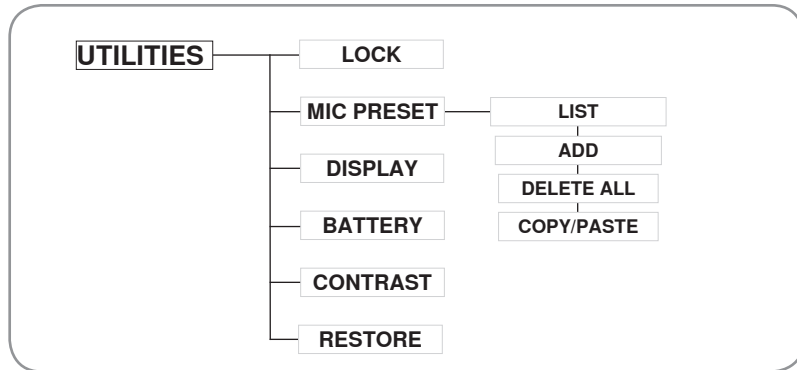 UTILITIES
LOCK
MIC PRESET
LIST
ADD
DISPLAY
DELETE ALL
BATTERY
COPY/PASTE
CONTRAST
RESTORE